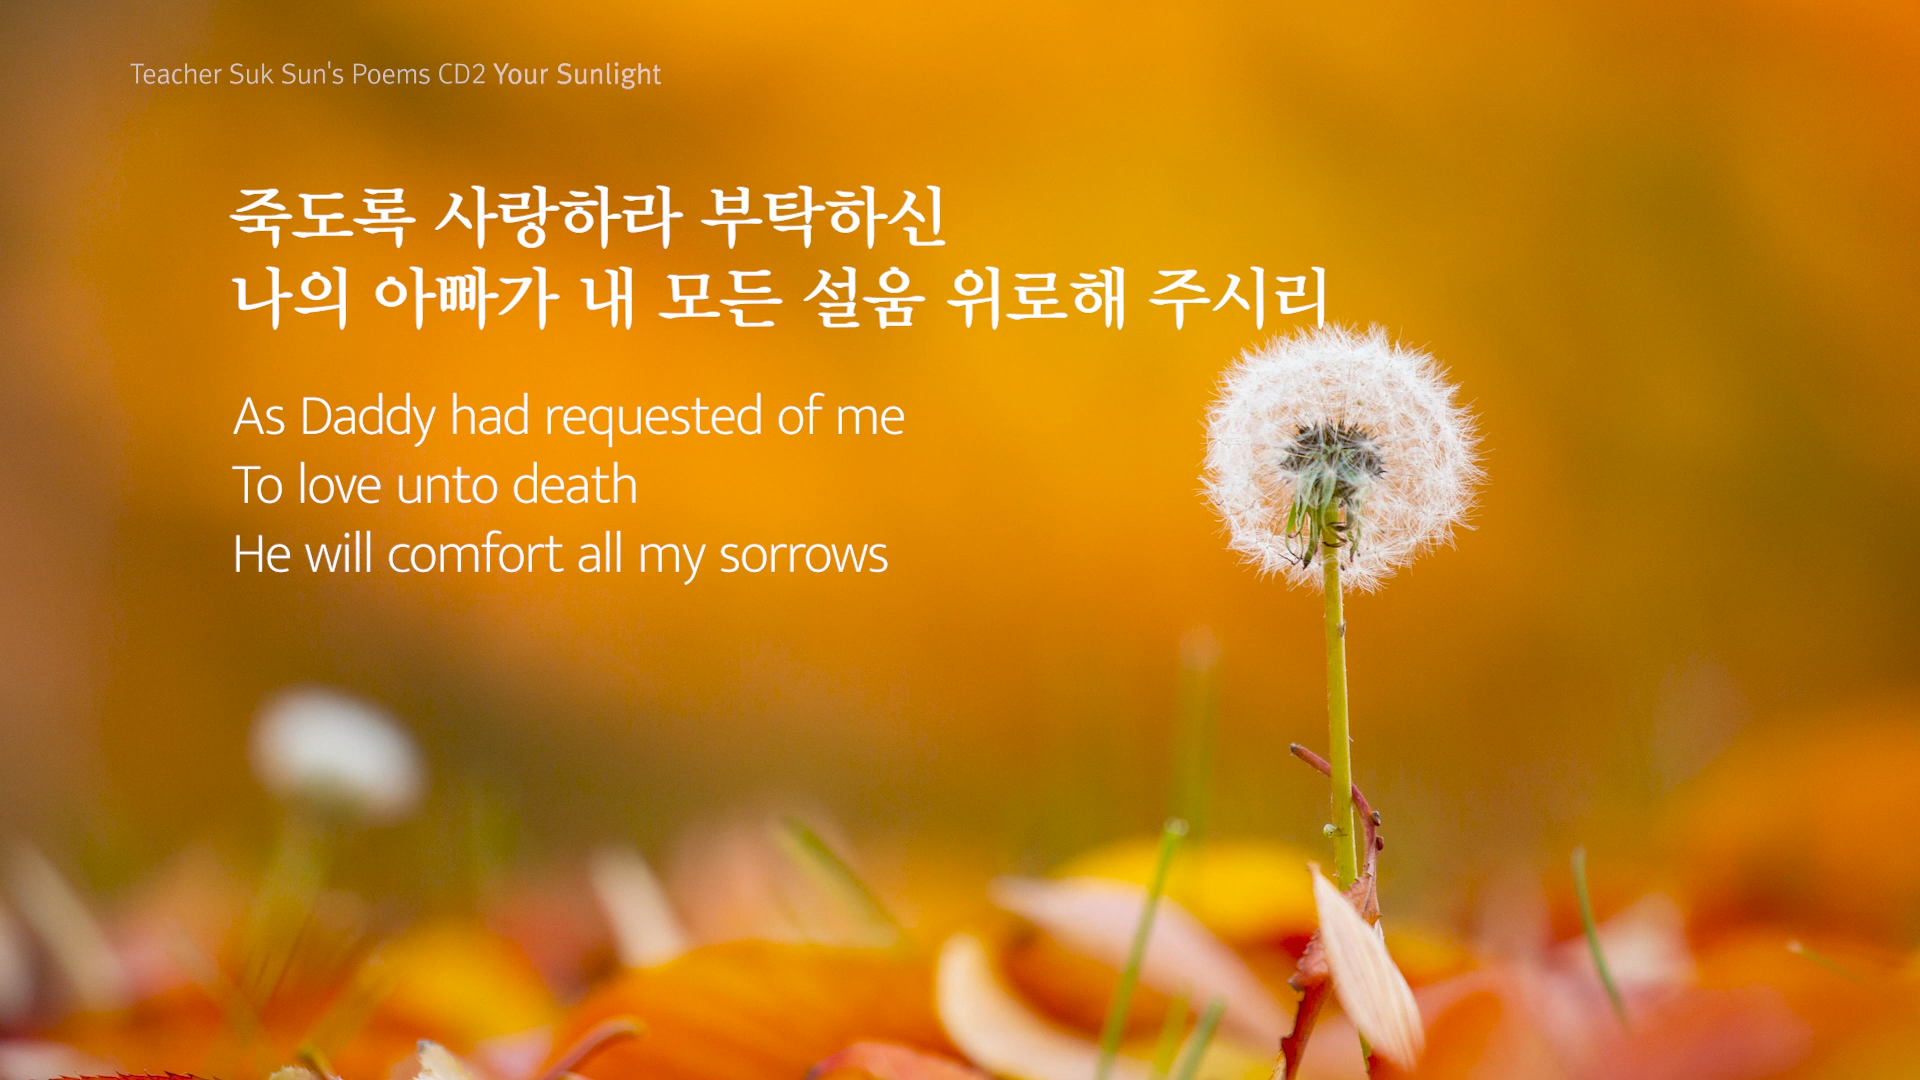 Teacher Suk Sun's Poems CD2 Your Sunlight
죽도록 사랑하라 부탁하신
나의 아빠가 내 모든 설움 위로해 주시리
As Daddy had requested of me
To love unto death
He will comfort all my sorrows